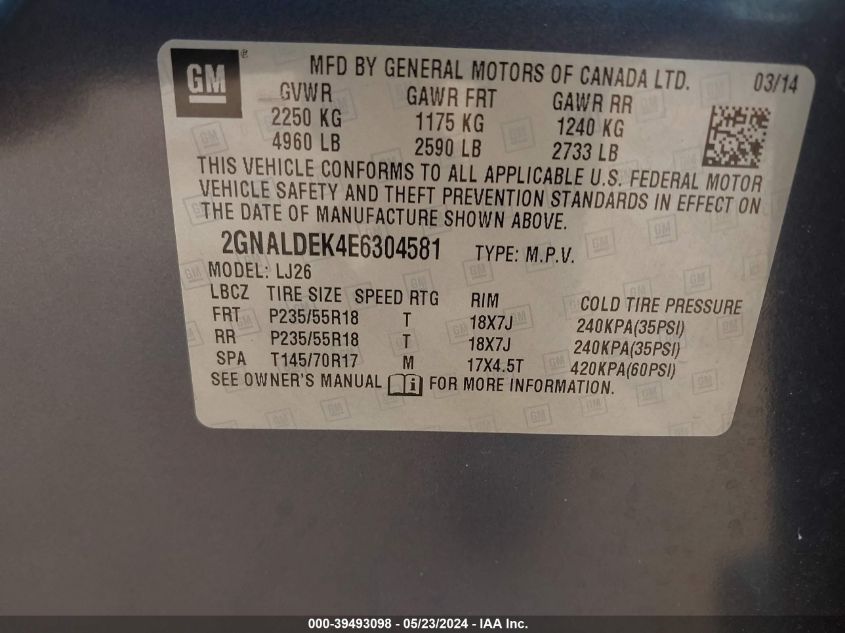 GM ® MFD BY GENERAL MOTORS OF CANADA LTD. 03/14
GVWR GAWR FRT GAWR RR
2250 KG 1175 KG 1240 KG
4960 LB 2590 LB 2733 LB
THIS VEHICLE CONFORMS TO ALL APPLICABLE U.S. FEDERAL MOTOR
VEHICLE SAFETY AND THEFT PREVENTION STANDARDS IN EFFECT ON
THE DATE OF MANUFACTURE SHOWN ABOVE.
2GNALDEK4E6304581 TYPE: M.P.V.
MODEL: LJ26
LBCZ TIRE SIZE SPEED RTG RIM COLD TIRE PRESSURE
FRT P235/55R18 T 18X7J 240KPA(35PSI)
RR P235/55R18 T 18X7J 240KPA(35PSI)
SPA T145/70R17 M 17X4.5T 420KPA(60PSI)
SEE OWNER'S MANUAL i FOR MORE INFORMATION.
000-39493098 - 05/23/2024 - IAA Inc.